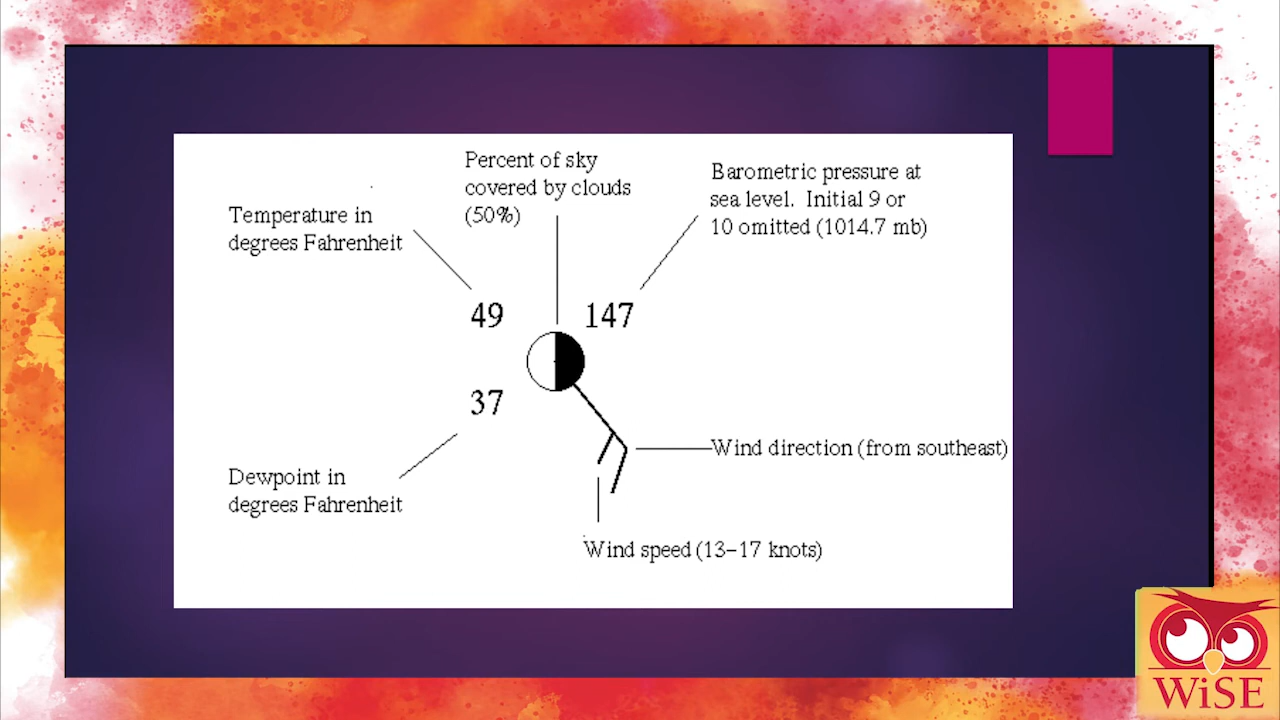 Percent of sky
covered by clouds
(50%)
Barometric pressure at
sea level. Initial 9 or
10 omitted (1014.7 mb)
Temperature in
degrees Fahrenheit
49
147
37
Wind direction (from southeast)
Dewpoint in
degrees Fahrenheit
Wind speed (13–17 knots)
WiSE